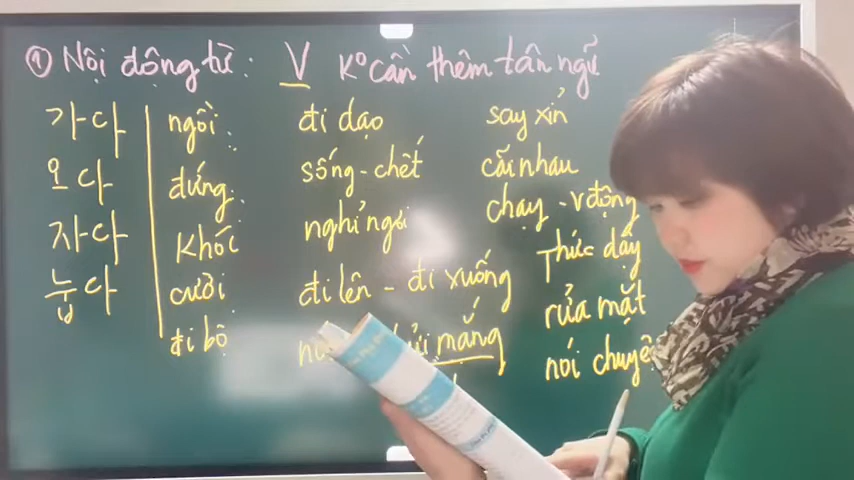 ① Nội động từ : V K° cần thêm tân ngữ
가다
오다
자다
눕다
ngồi :
đứng :
khóc
cười
đi bộ
đi dạo
sống - chết
nghỉ ngơi
đi lên - đi xuống
mắng
say xỉn
cãi nhau
chạy - v động
Thức dậy
rửa mặt
nói chuyện